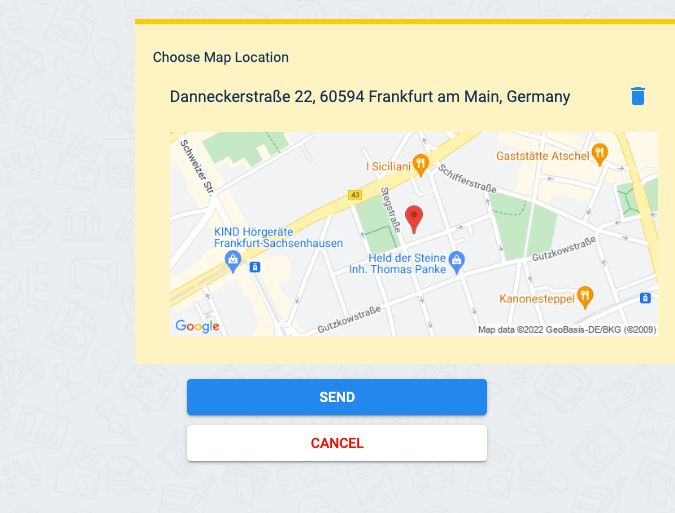 Choose Map Location
Danneckerstraße 22, 60594 Frankfurt am Main, Germany
Schweizer Str.
I Siciliani
Gaststätte Atschel
Schifferstraße
43
Stegstraße
KIND Hörgeräte
Frankfurt-Sachsenhausen
Held der Steine
Inh. Thomas Panke
Gutzkowstraße
Kanonesteppel
Gutzkowstraße
Google
Map data ©2022 GeoBasis-DE/BKG (©2009)
SEND
CANCEL